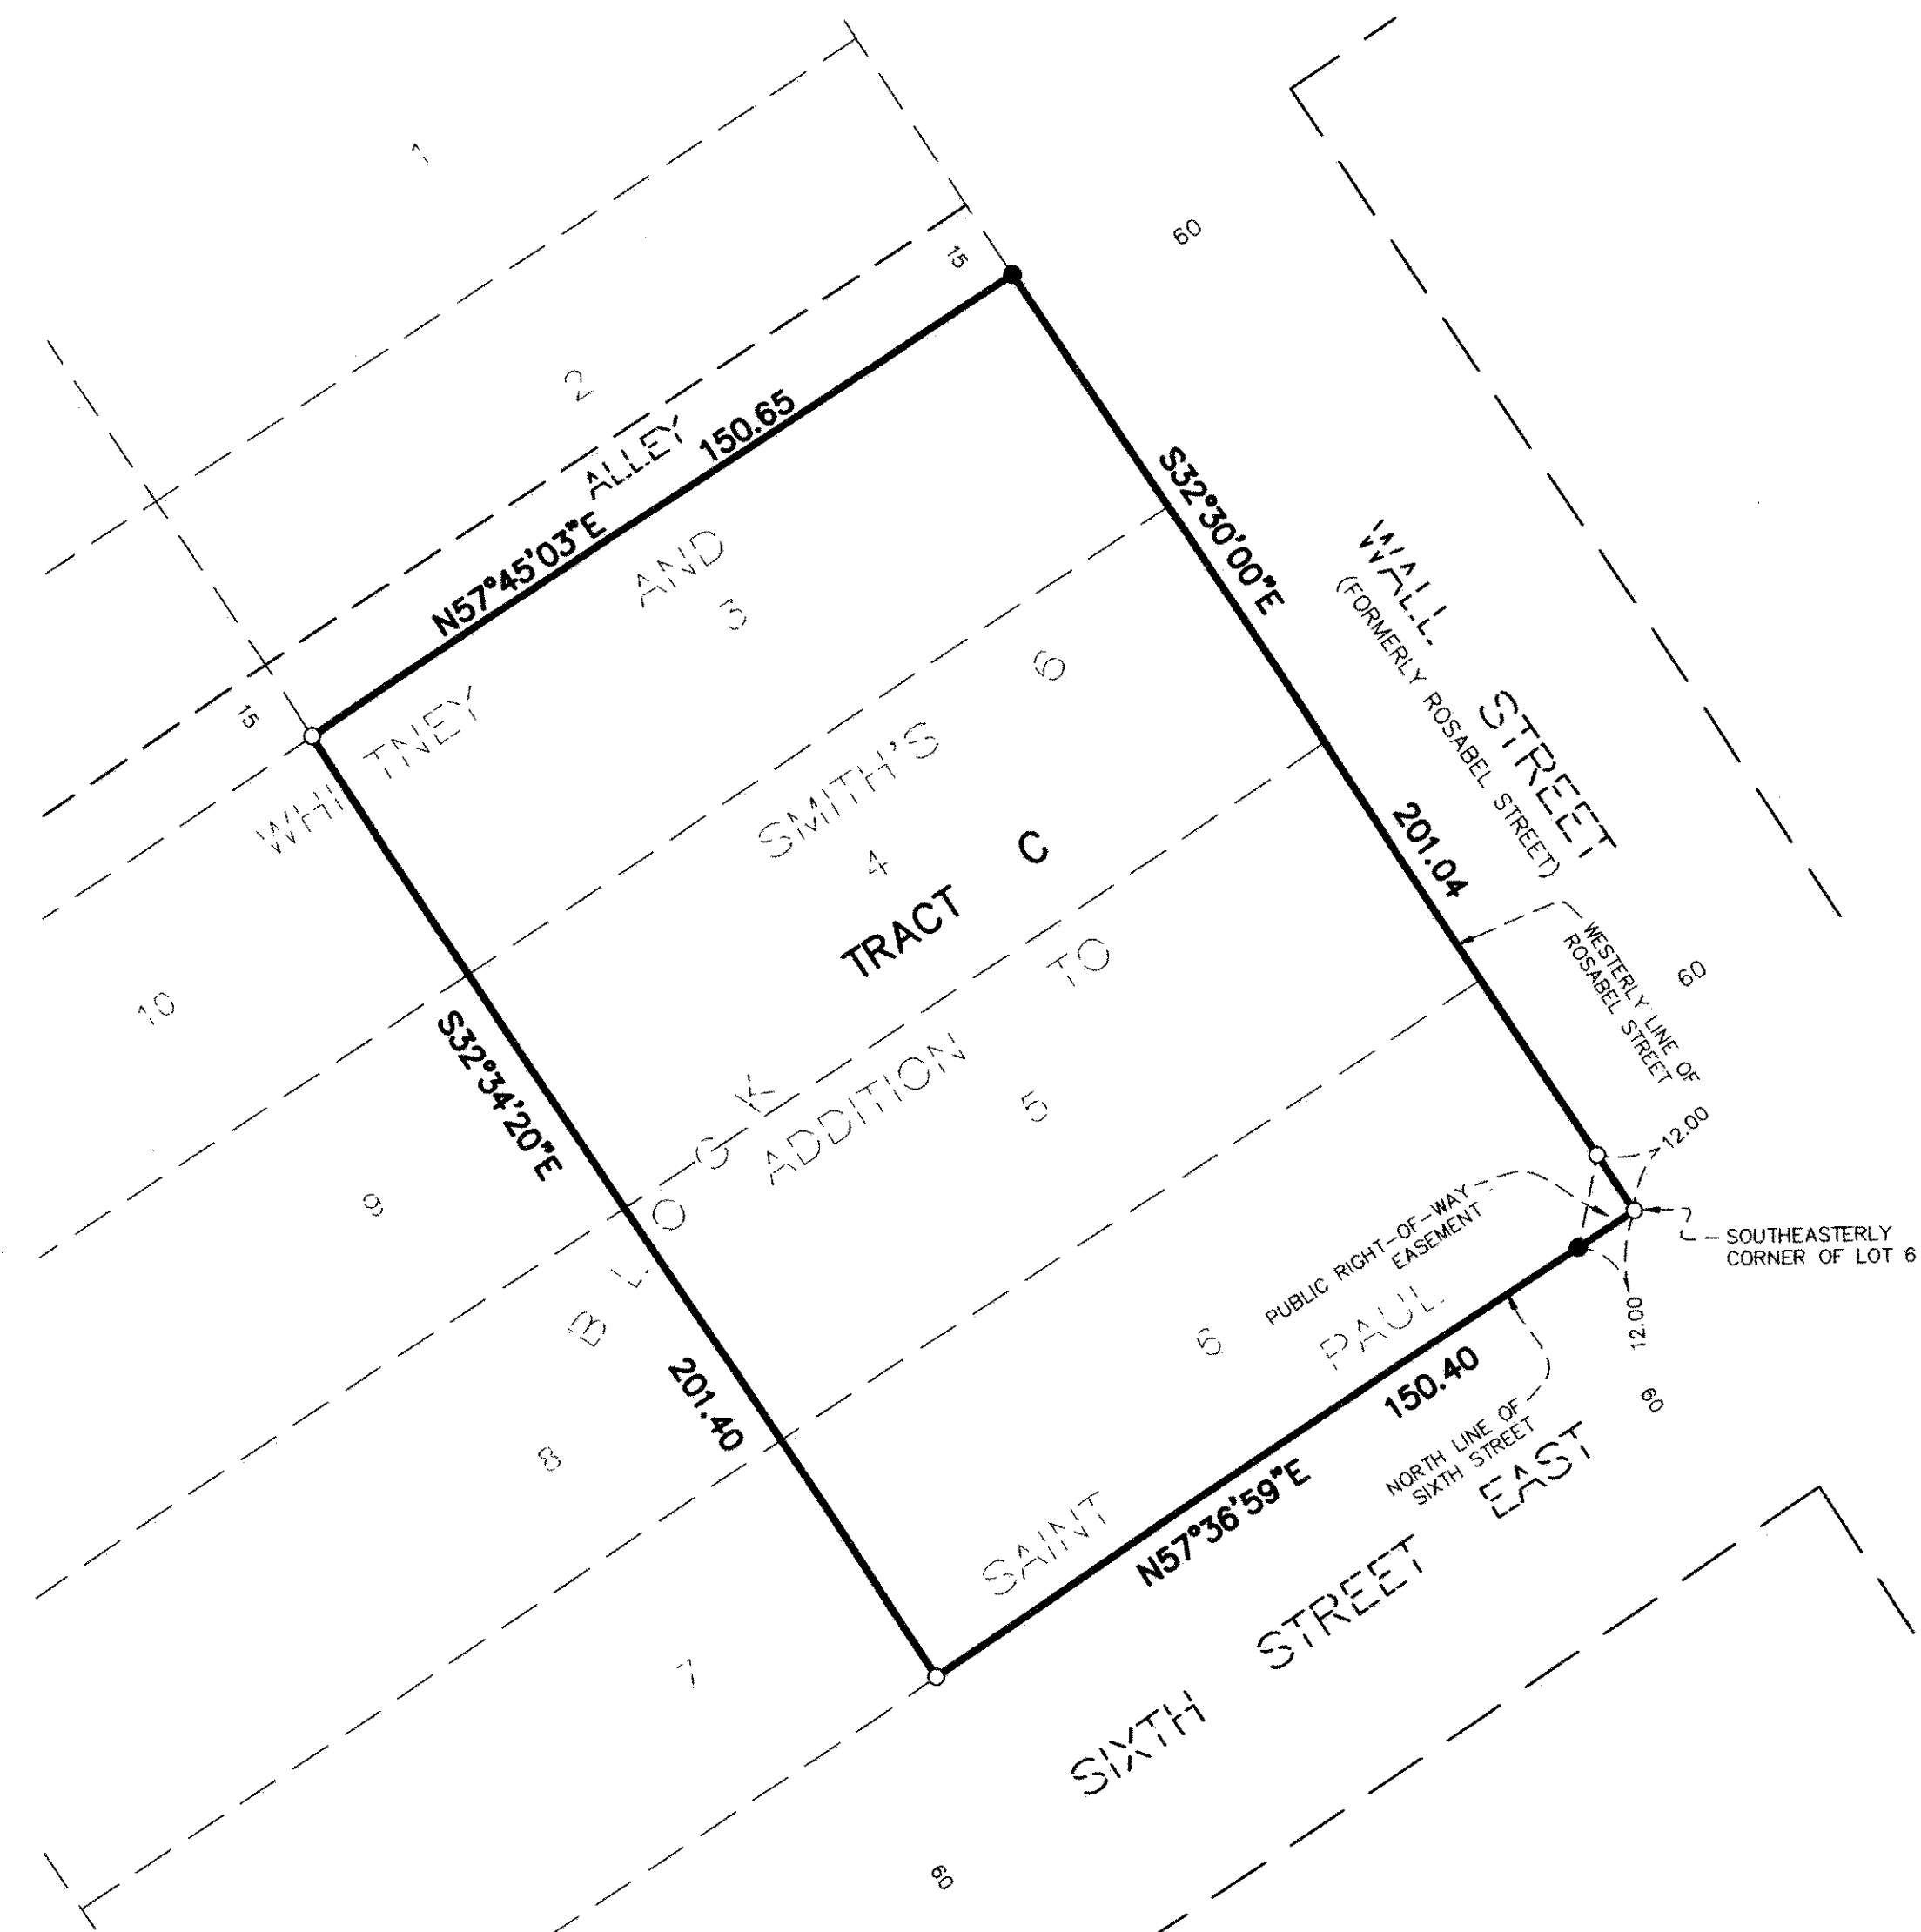 1
60
15
2
ALLEY
150.65
N57°45'03"E
S32°30'00"E
WALL STREET
(FORMERLY ROSABEL STREET)
WHITNEY AND SMITH'S ADDITION TO SAINT PAUL
3
6
15
4
TRACT C
201.04
WESTERLY LINE OF
ROSABEL STREET
60
10
S32°34'20"E
BLOCK
5
12.00
9
PUBLIC RIGHT-OF-WAY
EASEMENT
SOUTHEASTERLY
CORNER OF LOT 6
12.00
6
201.40
150.40
60
8
NORTH LINE OF
SIXTH STREET
N57°36'59"E
SIXTH STREET EAST
7
60